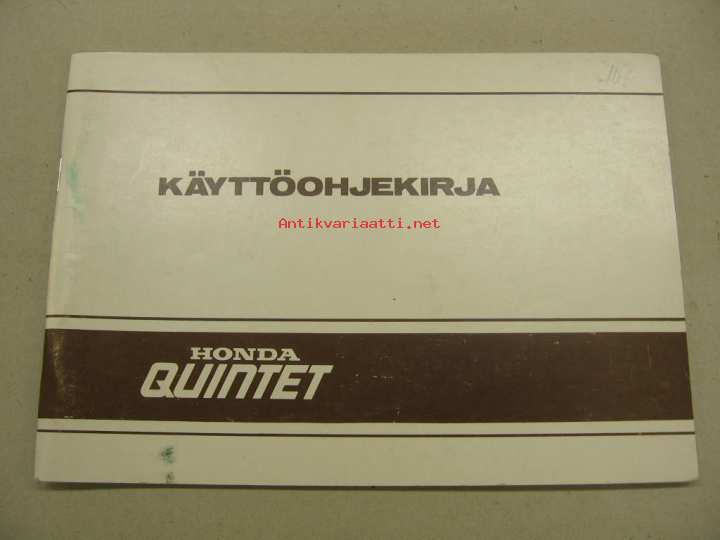 KÄYTTÖOHJEKIRJA
Antikvariaatti.net
HONDA
QUINTET